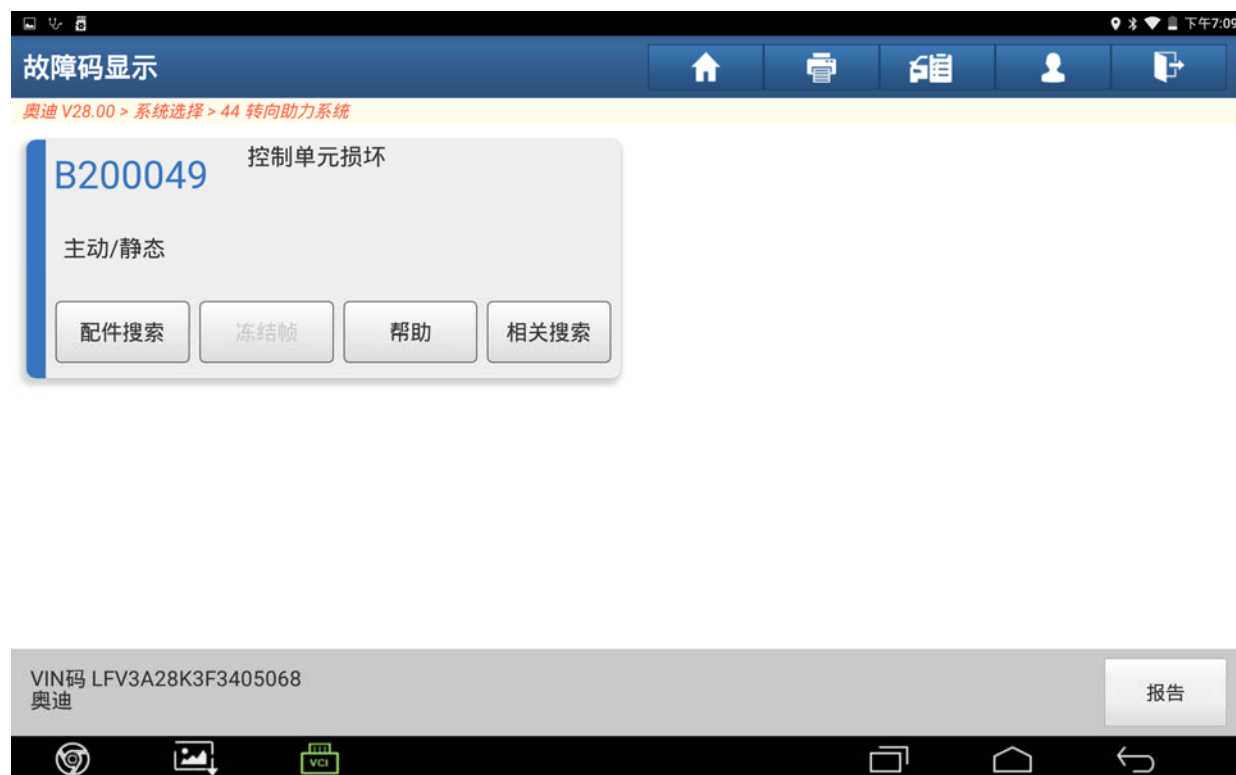 下午7:09
故障码显示
奥迪 V28.00 > 系统选择 > 44 转向助力系统
B200049
控制单元损坏
主动/静态
配件搜索
冻结帧
帮助
相关搜索
VIN码 LFV3A28K3F3405068
奥迪
报告
VCI